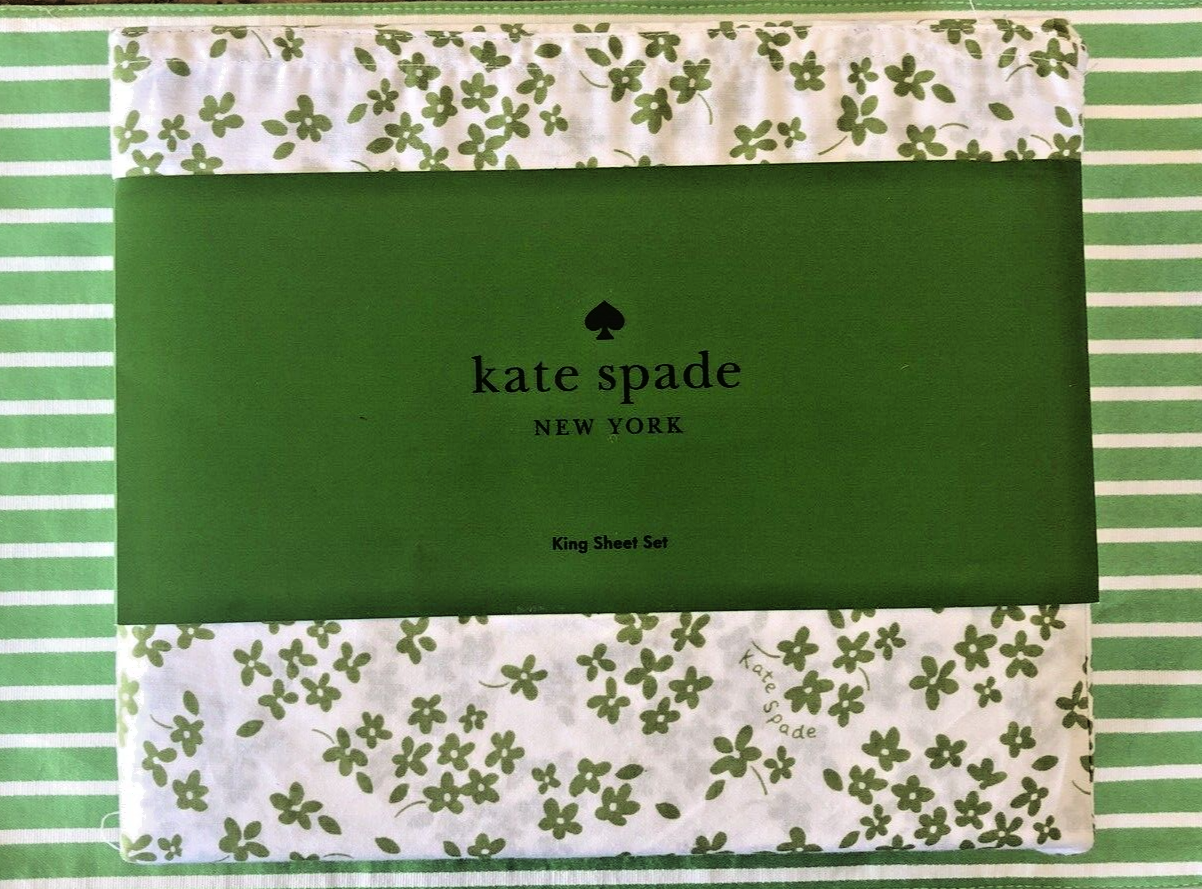 kate spade
NEW YORK
King Sheet Set
Kate
Spade